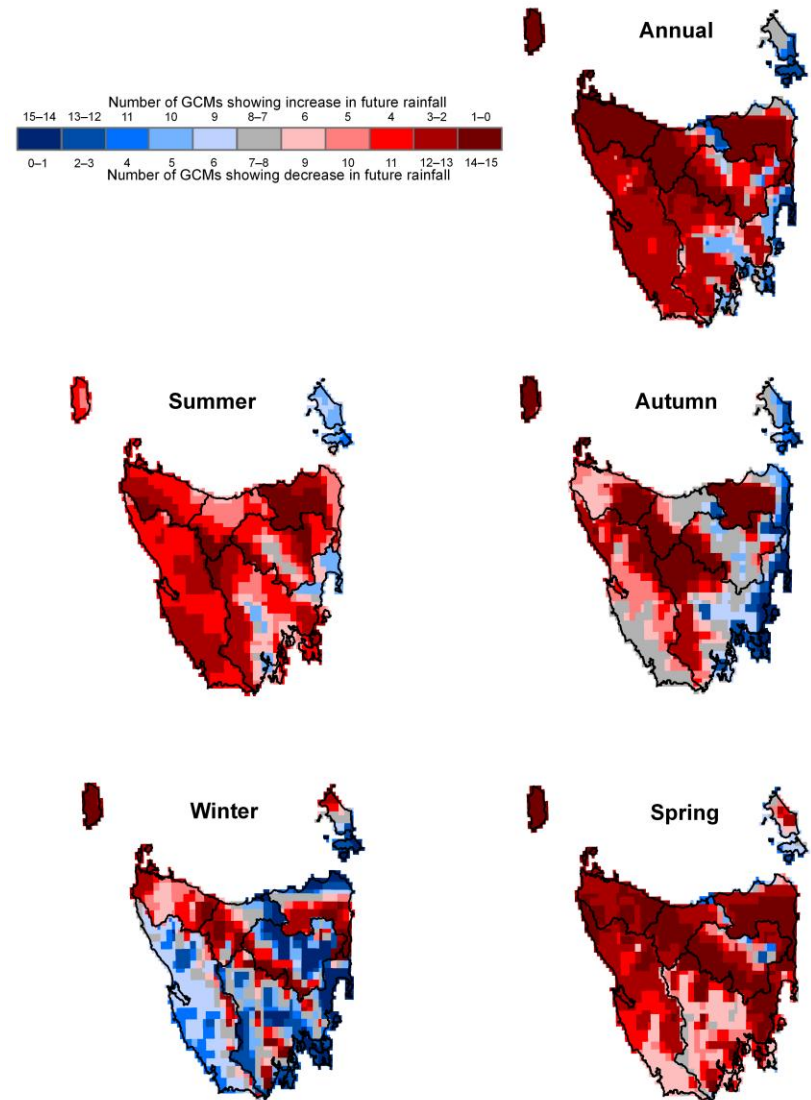 Annual
Number of GCMs showing increase in future rainfall
15–14 13–12 11 10 9 8–7 6 5 4 3–2 1–0
0–1 2–3 4 5 6 7–8 9 10 11 12–13 14–15
Number of GCMs showing decrease in future rainfall
Summer
Autumn
Winter
Spring